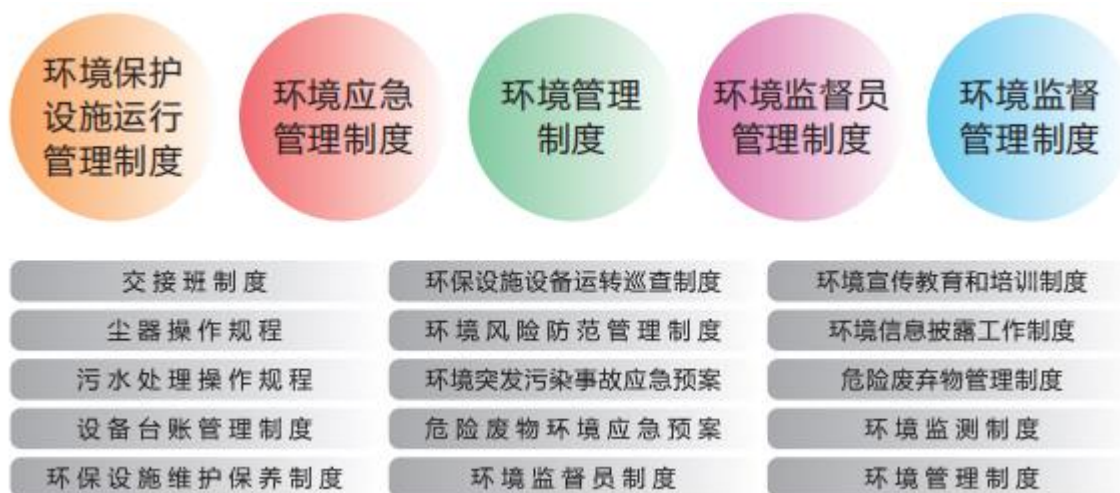 环境保护
设施运行
管理制度
环境应急
管理制度
环境管理
制度
环境监督员
管理制度
环境监督
管理制度
交接班制度
环保设施设备运转巡查制度
环境宣传教育和培训制度
尘器操作规程
环境风险防范管理制度
环境信息披露工作制度
污水处理操作规程
环境突发污染事故应急预案
危险废弃物管理制度
设备台账管理制度
危险废物环境应急预案
环境监测制度
环保设施维护保养制度
环境监督员制度
环境管理制度